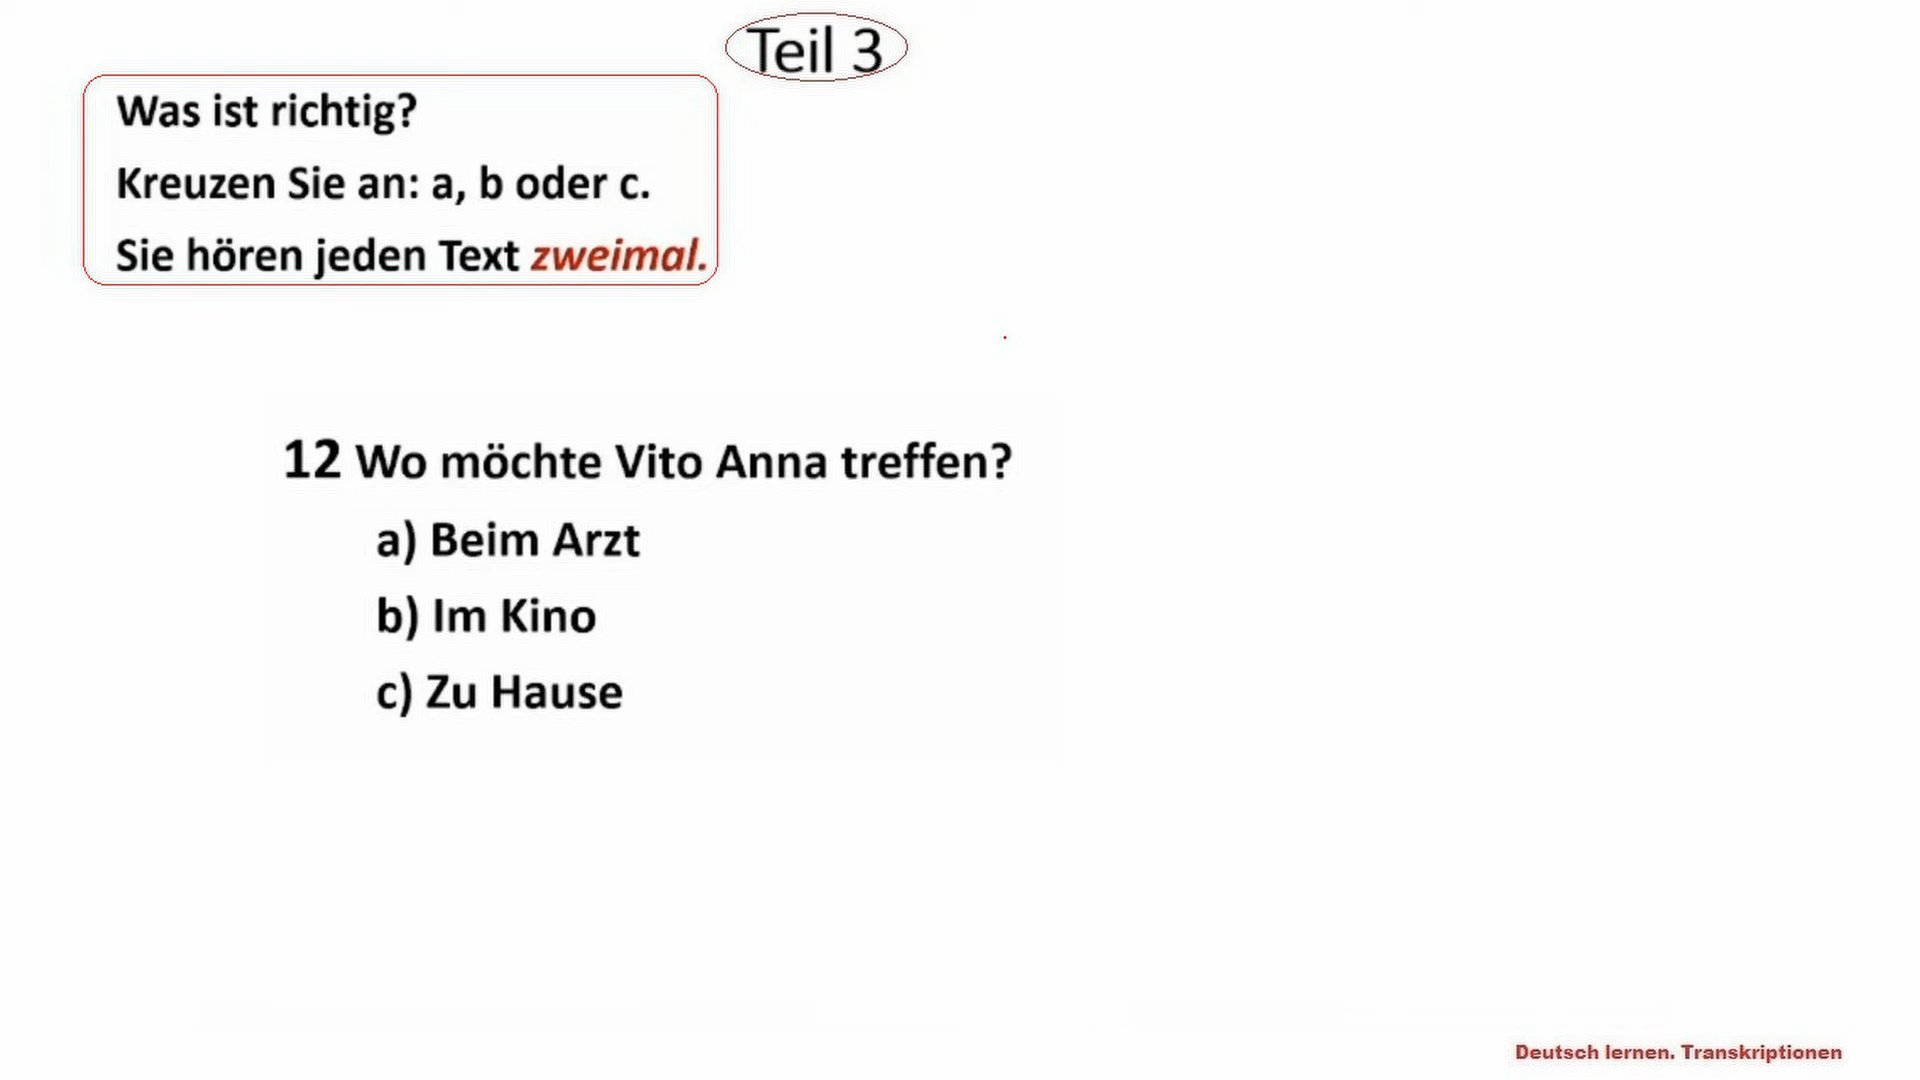 Teil 3
Was ist richtig?
Kreuzen Sie an: a, b oder c.
Sie hören jeden Text zweimal.
12 Wo möchte Vito Anna treffen?
a) Beim Arzt
b) Im Kino
c) Zu Hause
Deutsch lernen. Transkriptionen